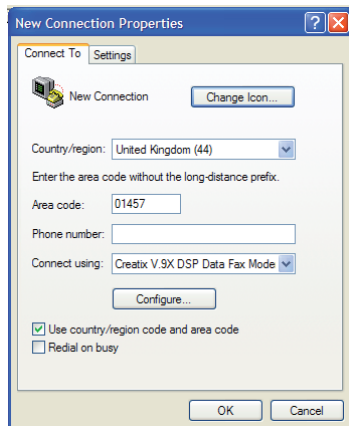 New Connection Properties
Connect To Settings
New Connection Change Icon...
Country/region: United Kingdom (44)
Enter the area code without the long-distance prefix.
Area code: 01457
Phone number:
Connect using: Creatix V.9X DSP Data Fax Mode
Configure...
Use country/region code and area code
Redial on busy
OK Cancel